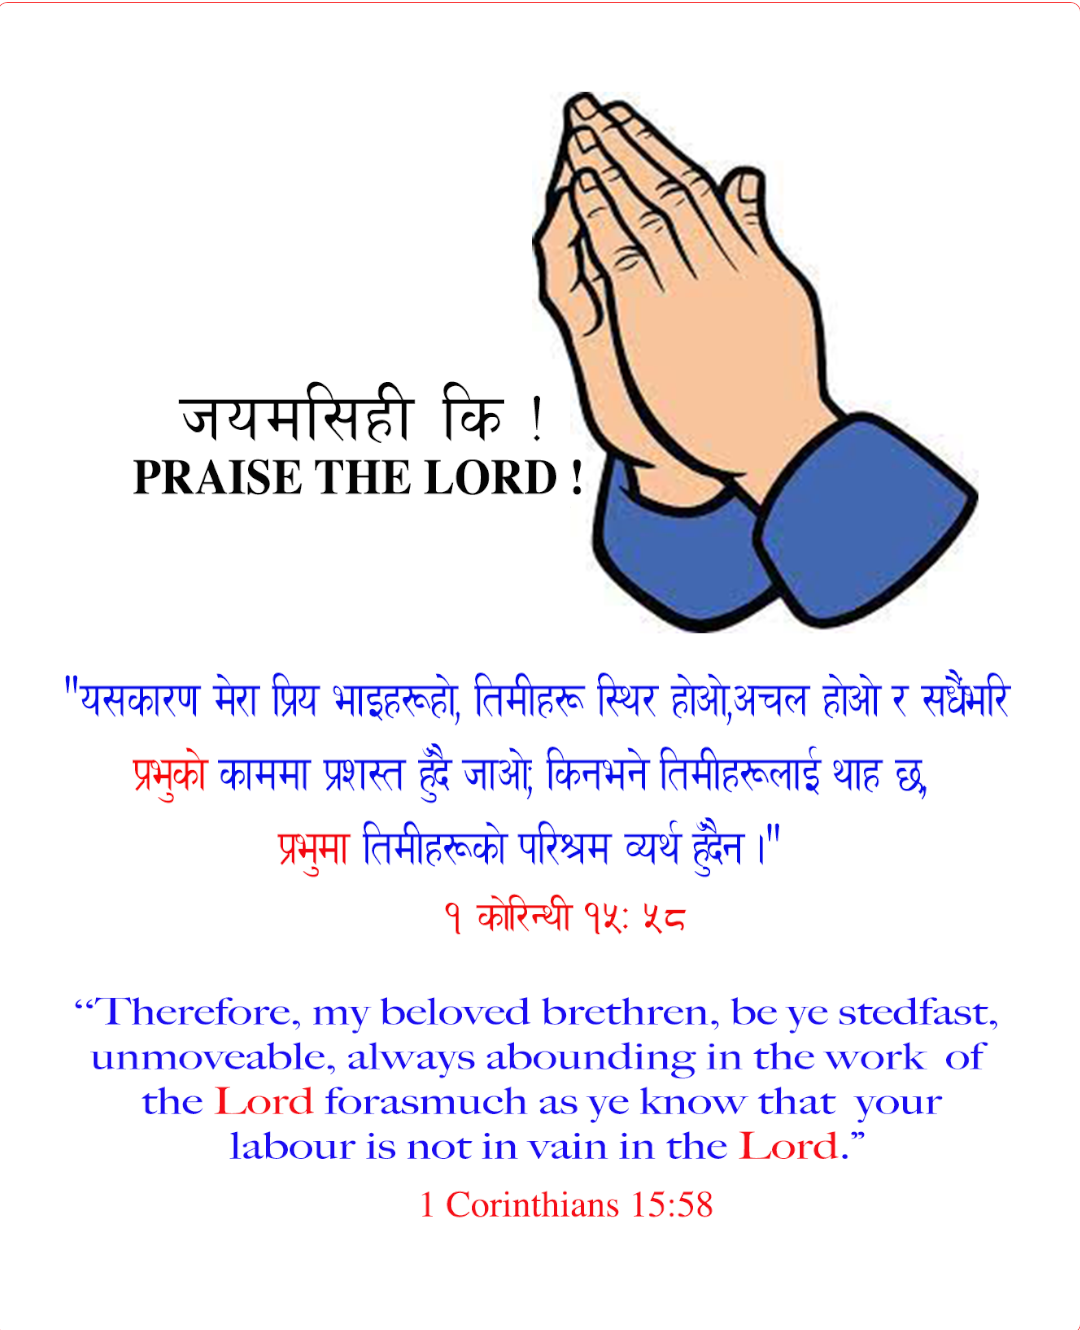 जयमसिही कि !
PRAISE THE LORD !
"यसकारण मेरा प्रिय भाइहरूहो, तिमीहरू स्थिर होओ,अचल होओ र सधैंभरि
प्रभुको काममा प्रशस्त हुँदै जाओ; किनभने तिमीहरूलाई थाह छ,
प्रभुमा तिमीहरूको परिश्रम व्यर्थ हुँदैन ।"
१ कोरिन्थी १५: ५८
“Therefore, my beloved brethren, be ye stedfast,
unmoveable, always abounding in the work of
the Lord forasmuch as ye know that your
labour is not in vain in the Lord.”
1 Corinthians 15:58